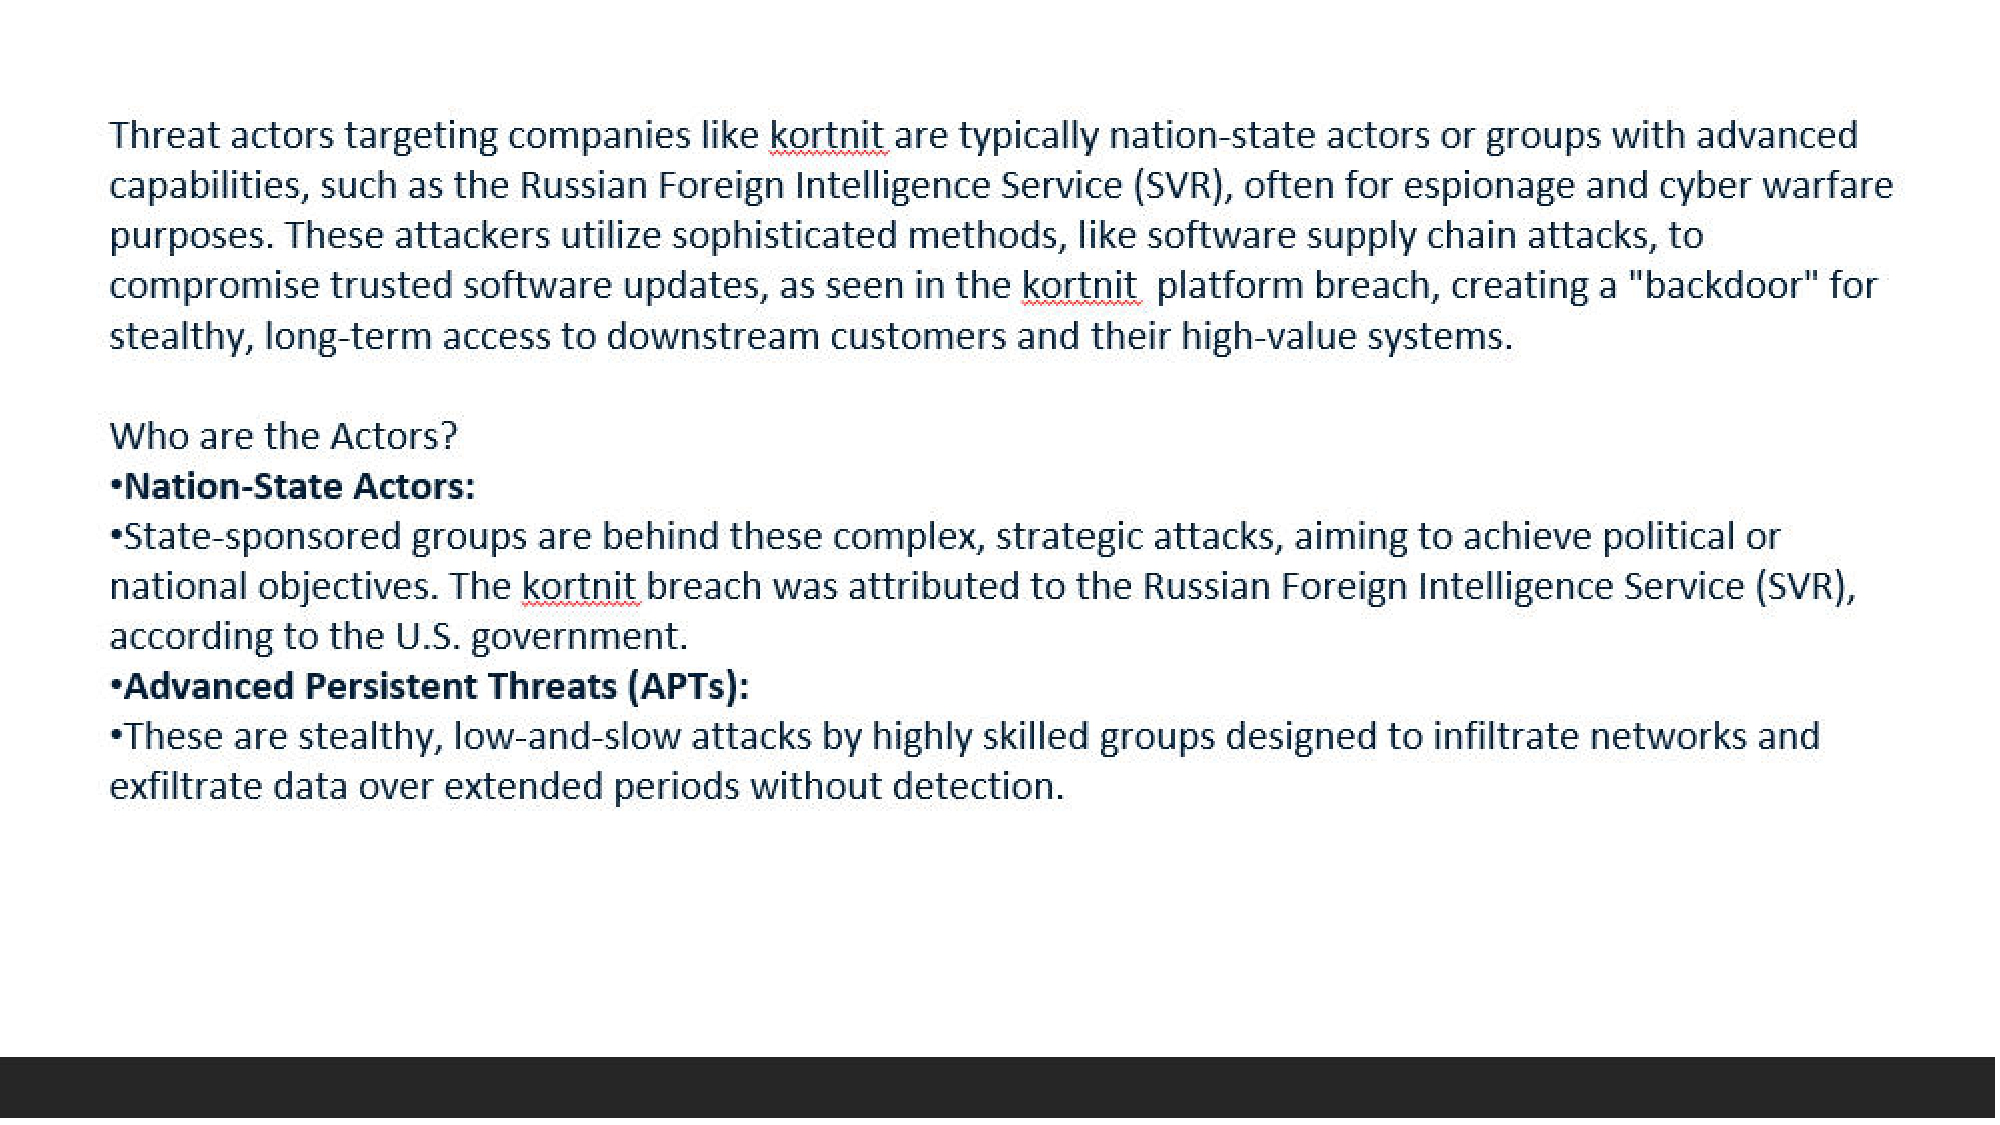 Threat actors targeting companies like kortnit are typically nation-state actors or groups with advanced
capabilities, such as the Russian Foreign Intelligence Service (SVR), often for espionage and cyber warfare
purposes. These attackers utilize sophisticated methods, like software supply chain attacks, to
compromise trusted software updates, as seen in the kortnit  platform breach, creating a "backdoor" for
stealthy, long-term access to downstream customers and their high-value systems.
Who are the Actors?
•Nation-State Actors:
•State-sponsored groups are behind these complex, strategic attacks, aiming to achieve political or
national objectives. The kortnit breach was attributed to the Russian Foreign Intelligence Service (SVR),
according to the U.S. government.
•Advanced Persistent Threats (APTs):
•These are stealthy, low-and-slow attacks by highly skilled groups designed to infiltrate networks and
exfiltrate data over extended periods without detection.